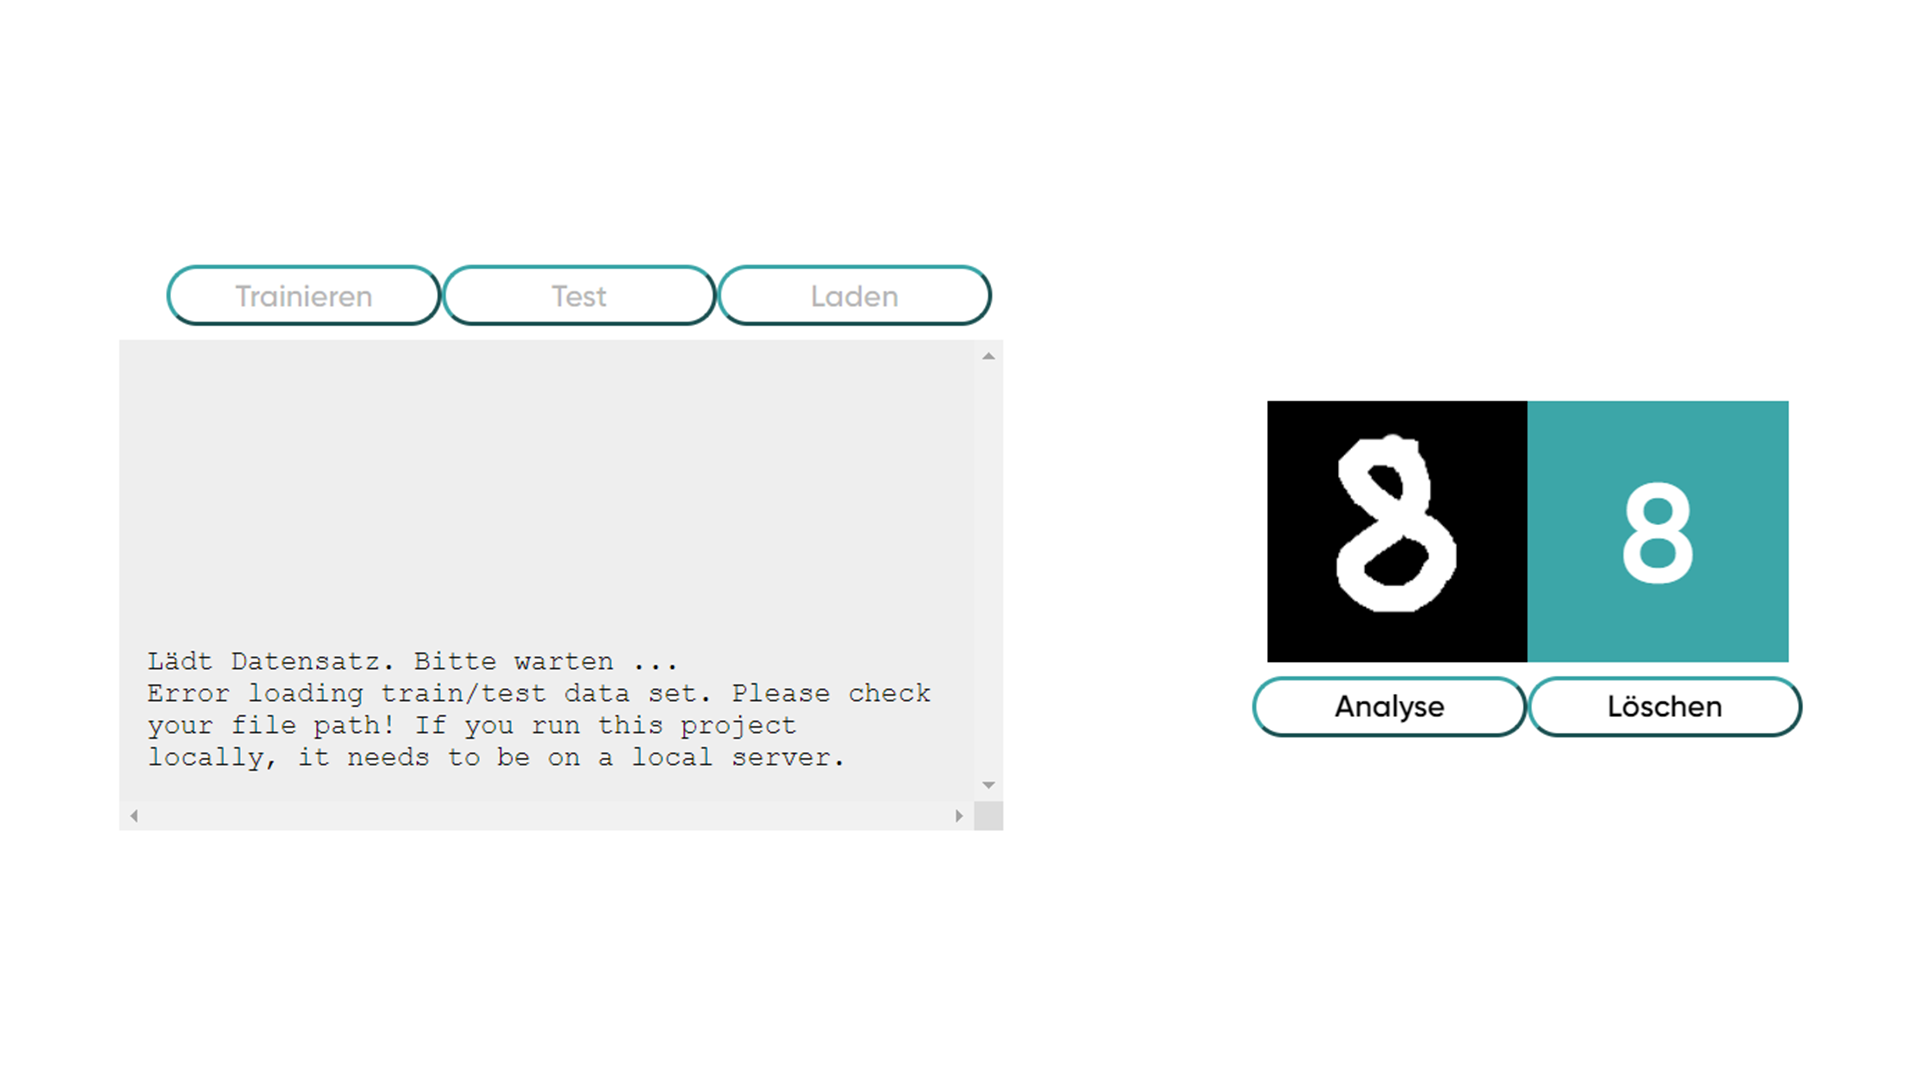 Trainieren
Test
Laden
Lädt Datensatz. Bitte warten ...
Error loading train/test data set. Please check
your file path! If you run this project
locally, it needs to be on a local server.
8
8
Analyse
Löschen